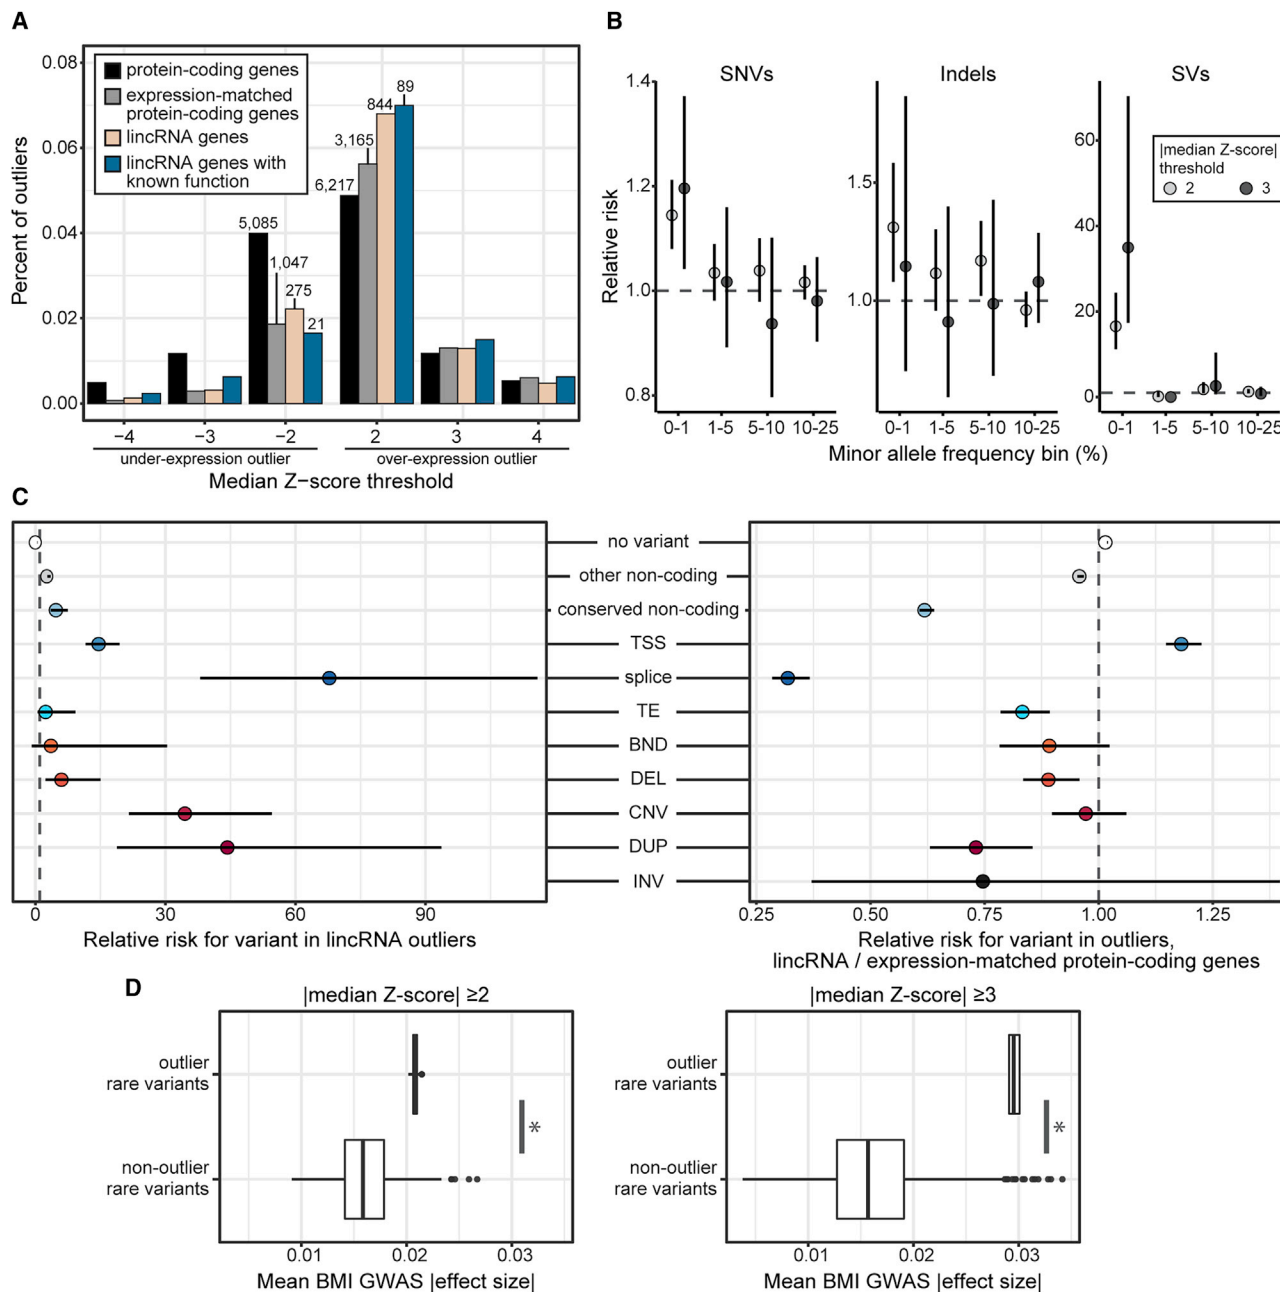 A
0.08
0.06
0.04
0.02
0.00
Percent of outliers
protein-coding genes
expression-matched
protein-coding genes
lincRNA genes
lincRNA genes with
known function
5,085
1,047
275
21
6,217
3,165
844
89
−4
−3
−2
2
3
4
under-expression outlier
over-expression outlier
Median Z−score threshold
B
SNVs
Indels
SVs
1.4
1.2
1.0
0.8
Relative risk
1.5
1.0
60
40
20
0
|median Z-score|
threshold
2
3
0-1
1-5
5-10
10-25
0-1
1-5
5-10
10-25
0-1
1-5
5-10
10-25
Minor allele frequency bin (%)
C
no variant
other non-coding
conserved non-coding
TSS
splice
TE
BND
DEL
CNV
DUP
INV
0
30
60
90
Relative risk for variant in lincRNA outliers
0.25
0.50
0.75
1.00
1.25
Relative risk for variant in outliers,
lincRNA / expression-matched protein-coding genes
D
|median Z-score| ≥2
outlier
rare variants
non-outlier
rare variants
*
0.01
0.02
0.03
Mean BMI GWAS |effect size|
|median Z-score| ≥3
outlier
rare variants
non-outlier
rare variants
*
0.01
0.02
0.03
Mean BMI GWAS |effect size|